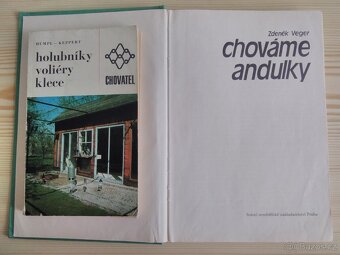 HUMPL - KUPPERT
holubníky
voliéry
klece
CHOVATEL
Zdeněk Veger
chováme
andulky
Státní zemědělské nakladatelství Praha